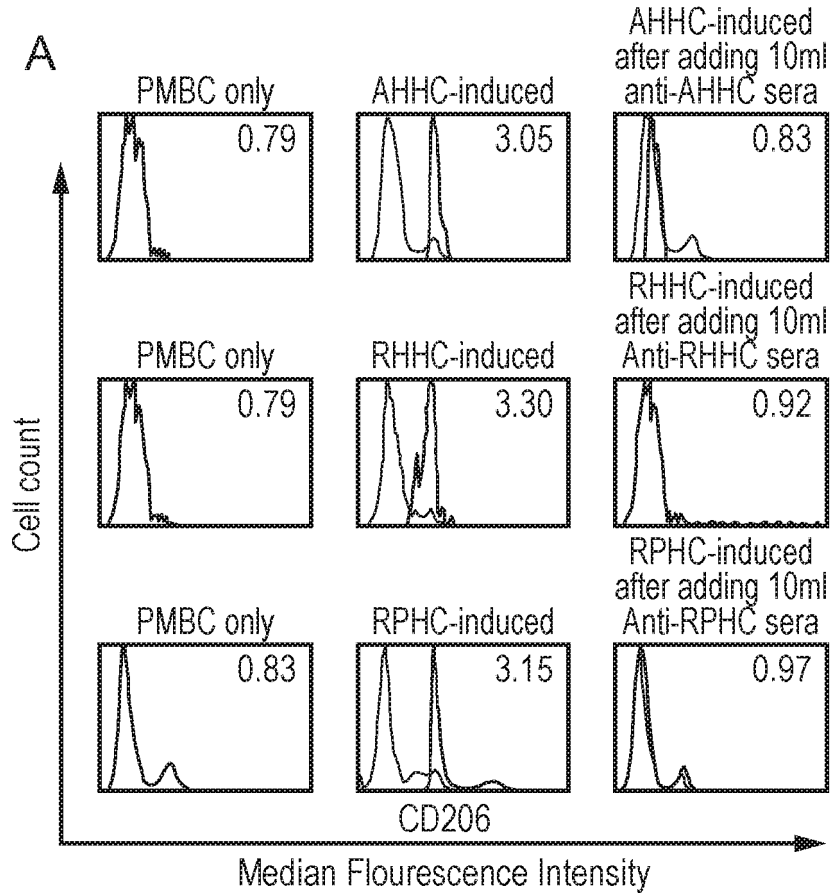 A
PMBC only
0.79
AHHC-induced
3.05
AHHC-induced
after adding 10ml
anti-AHHC sera
0.83
PMBC only
0.79
RHHC-induced
3.30
RHHC-induced
after adding 10ml
Anti-RHHC sera
0.92
PMBC only
0.83
RPHC-induced
3.15
RPHC-induced
after adding 10ml
Anti-RPHC sera
0.97
Cell count
CD206
Median Flourescence Intensity